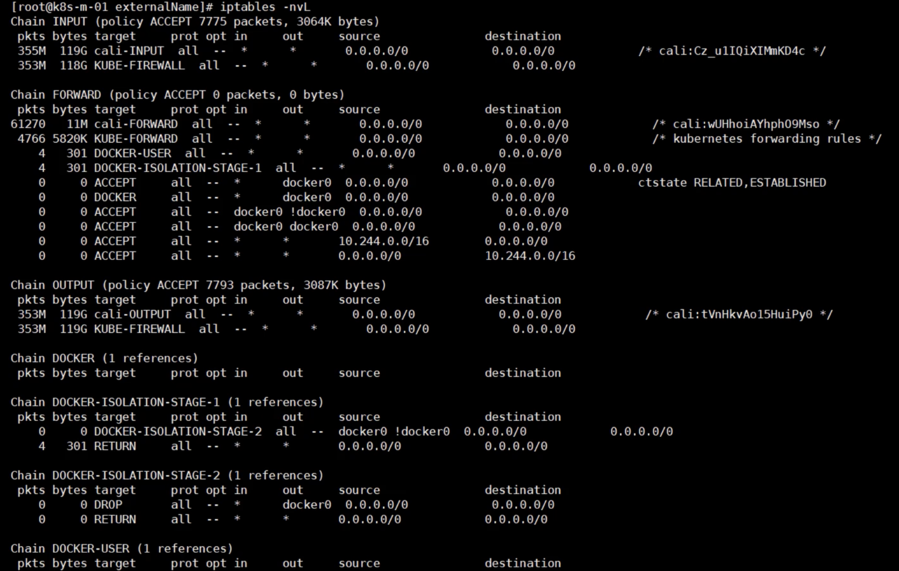 [root@k8s-m-01 externalName]# iptables -nvL
Chain INPUT (policy ACCEPT 7775 packets, 3064K bytes)
 pkts bytes target     prot opt in     out     source               destination
 355M  119G cali-INPUT  all  --  *      *       0.0.0.0/0            0.0.0.0/0            /* cali:Cz_u1IQiXIMmKD4c */
 353M  118G KUBE-FIREWALL  all  --  *      *       0.0.0.0/0            0.0.0.0/0
Chain FORWARD (policy ACCEPT 0 packets, 0 bytes)
 pkts bytes target     prot opt in     out     source               destination
61270   11M cali-FORWARD  all  --  *      *       0.0.0.0/0            0.0.0.0/0            /* cali:wUHhoiAYhphO9Mso */
 4766 5820K KUBE-FORWARD  all  --  *      *       0.0.0.0/0            0.0.0.0/0            /* kubernetes forwarding rules */
    4   301 DOCKER-USER  all  --  *      *       0.0.0.0/0            0.0.0.0/0
    4   301 DOCKER-ISOLATION-STAGE-1  all  --  *      *       0.0.0.0/0            0.0.0.0/0
    0     0 ACCEPT     all  --  *      docker0  0.0.0.0/0            0.0.0.0/0            ctstate RELATED,ESTABLISHED
    0     0 DOCKER     all  --  *      docker0  0.0.0.0/0            0.0.0.0/0
    0     0 ACCEPT     all  --  docker0 !docker0  0.0.0.0/0            0.0.0.0/0
    0     0 ACCEPT     all  --  docker0 docker0  0.0.0.0/0            0.0.0.0/0
    0     0 ACCEPT     all  --  *      *       10.244.0.0/16        0.0.0.0/0
    0     0 ACCEPT     all  --  *      *       0.0.0.0/0            10.244.0.0/16
Chain OUTPUT (policy ACCEPT 7793 packets, 3087K bytes)
 pkts bytes target     prot opt in     out     source               destination
 353M  119G cali-OUTPUT  all  --  *      *       0.0.0.0/0            0.0.0.0/0            /* cali:tVnHkvAo15HuiPy0 */
 353M  119G KUBE-FIREWALL  all  --  *      *       0.0.0.0/0            0.0.0.0/0
Chain DOCKER (1 references)
 pkts bytes target     prot opt in     out     source               destination
Chain DOCKER-ISOLATION-STAGE-1 (1 references)
 pkts bytes target     prot opt in     out     source               destination
    0     0 DOCKER-ISOLATION-STAGE-2  all  --  docker0 !docker0  0.0.0.0/0            0.0.0.0/0
    4   301 RETURN     all  --  *      *       0.0.0.0/0            0.0.0.0/0
Chain DOCKER-ISOLATION-STAGE-2 (1 references)
 pkts bytes target     prot opt in     out     source               destination
    0     0 DROP       all  --  *      docker0  0.0.0.0/0            0.0.0.0/0
    0     0 RETURN     all  --  *      *       0.0.0.0/0            0.0.0.0/0
Chain DOCKER-USER (1 references)
 pkts bytes target     prot opt in     out     source               destination